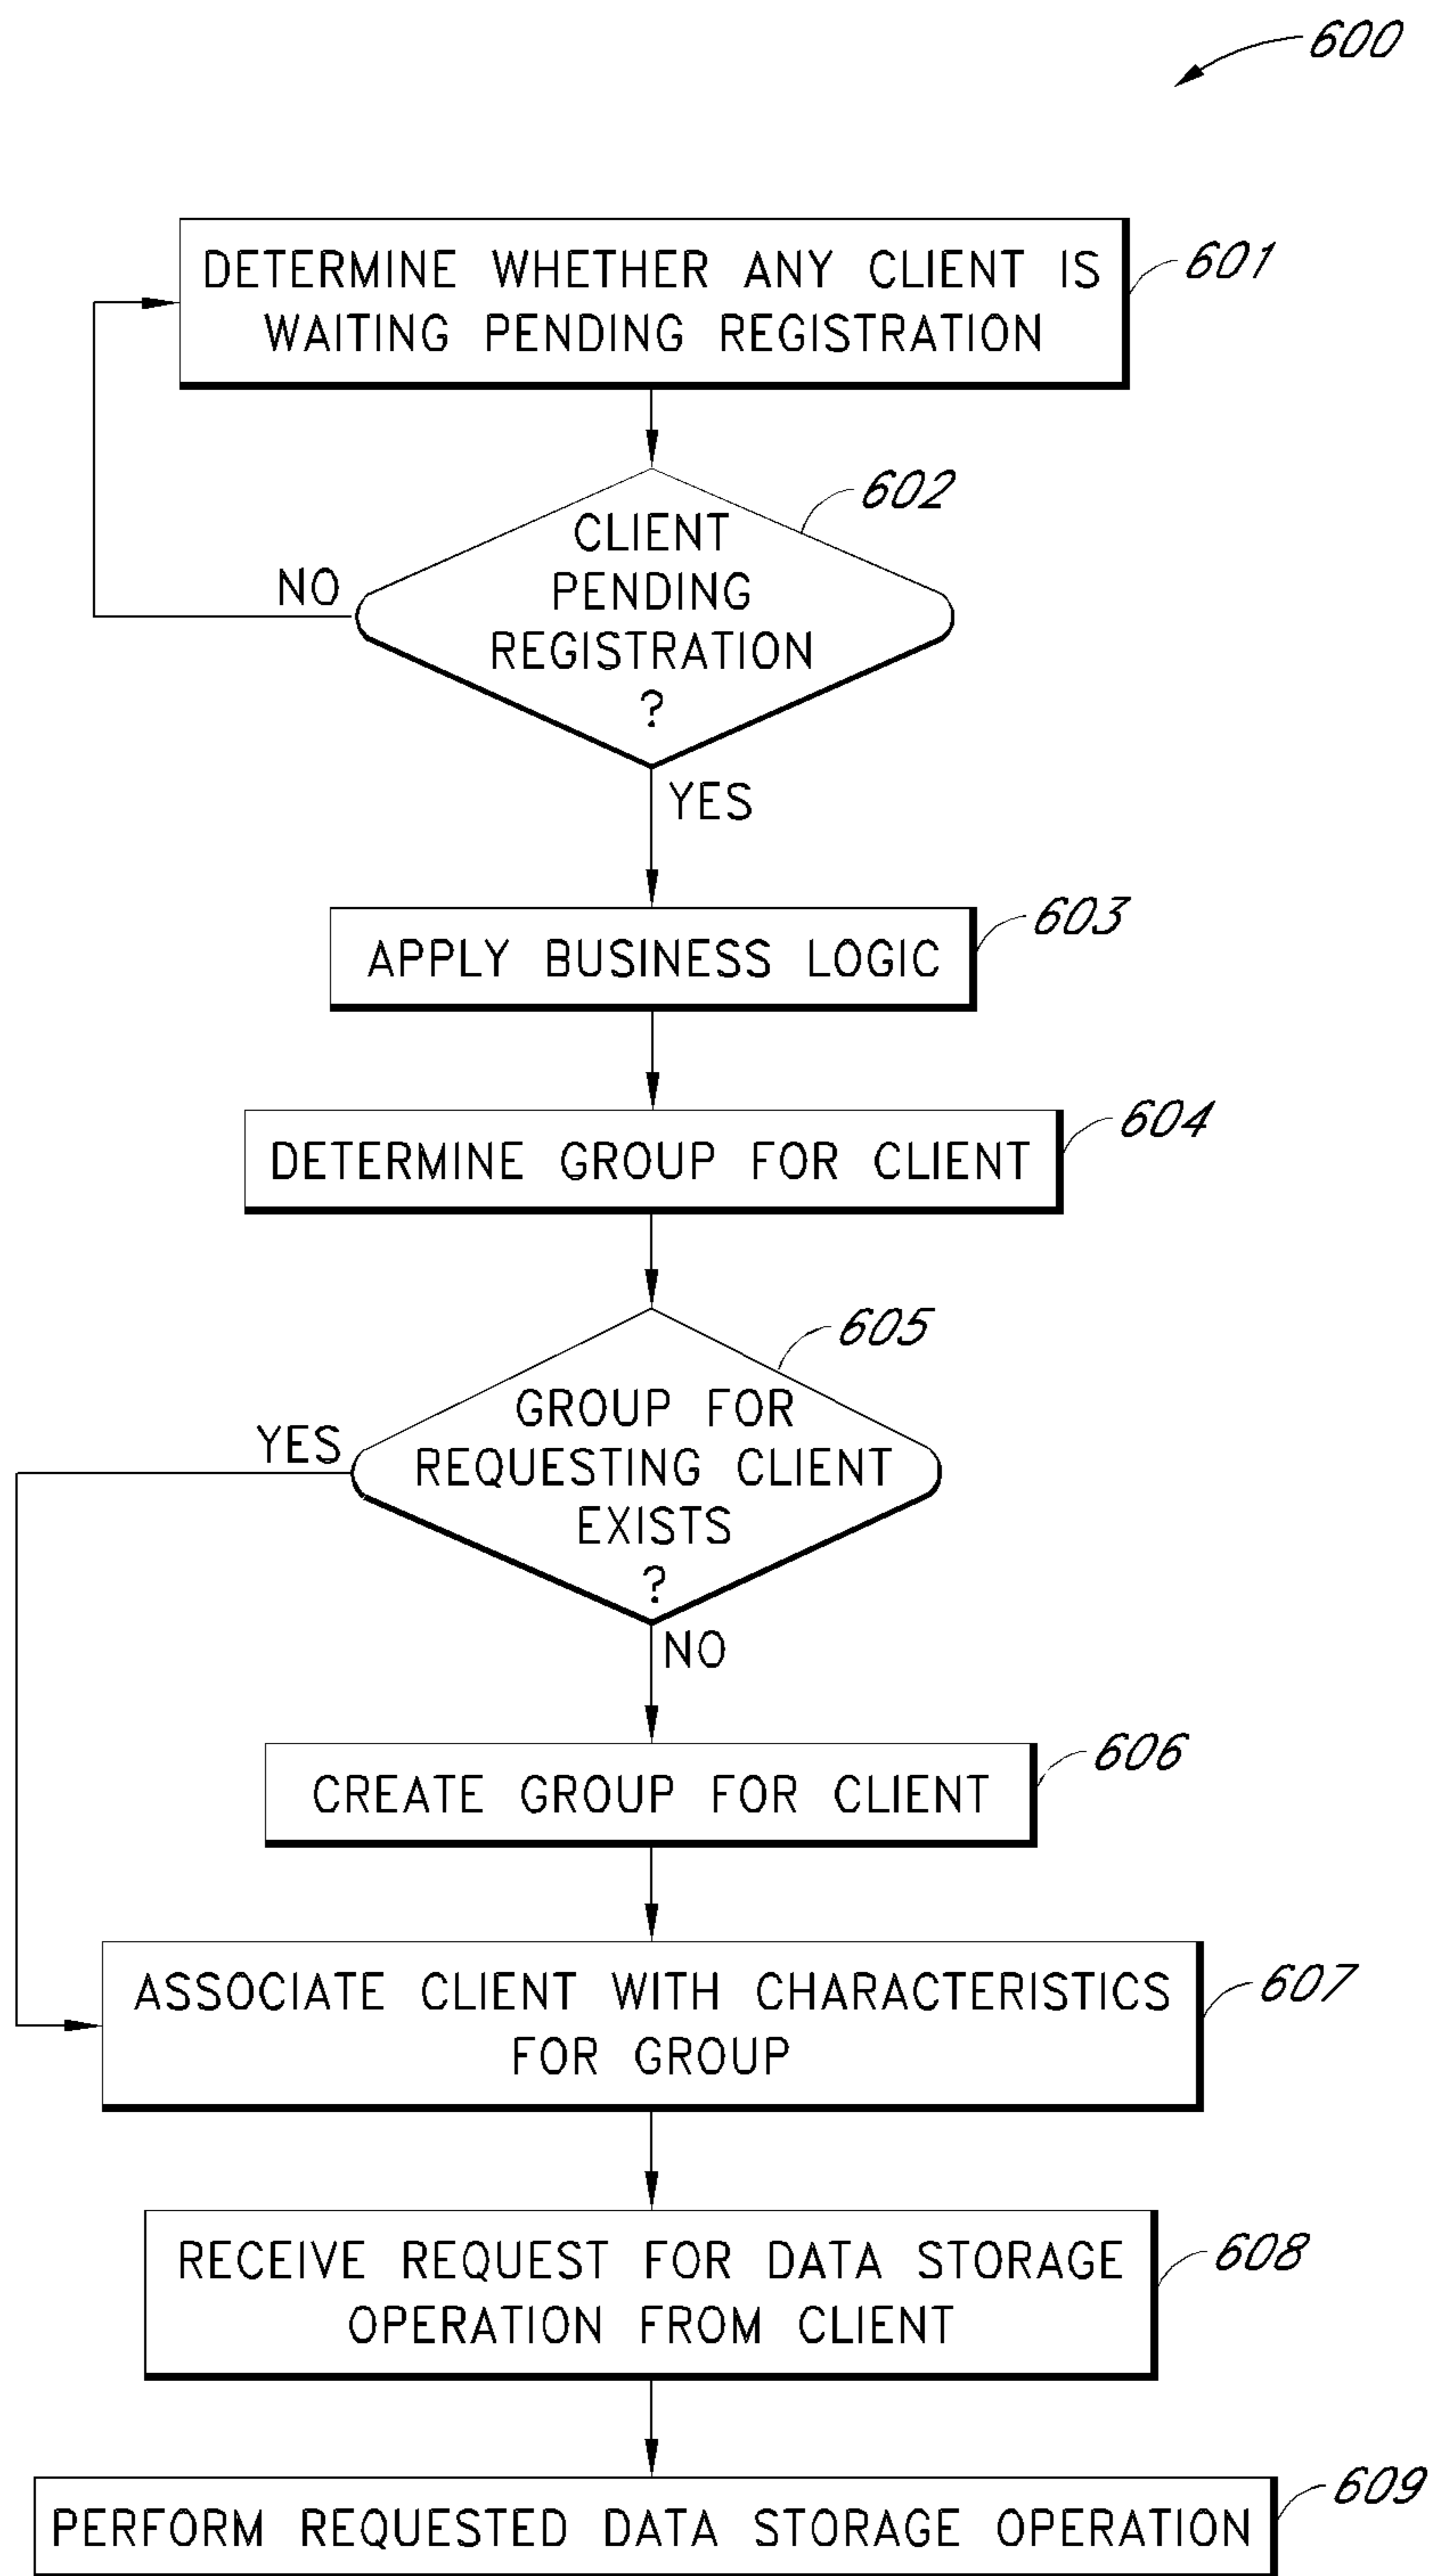 600
DETERMINE WHETHER ANY CLIENT IS
WAITING PENDING REGISTRATION
601
602
CLIENT
PENDING
REGISTRATION
?
NO
YES
603
APPLY BUSINESS LOGIC
604
DETERMINE GROUP FOR CLIENT
605
GROUP FOR
REQUESTING CLIENT
EXISTS
?
YES
NO
606
CREATE GROUP FOR CLIENT
607
ASSOCIATE CLIENT WITH CHARACTERISTICS
FOR GROUP
608
RECEIVE REQUEST FOR DATA STORAGE
OPERATION FROM CLIENT
609
PERFORM REQUESTED DATA STORAGE OPERATION